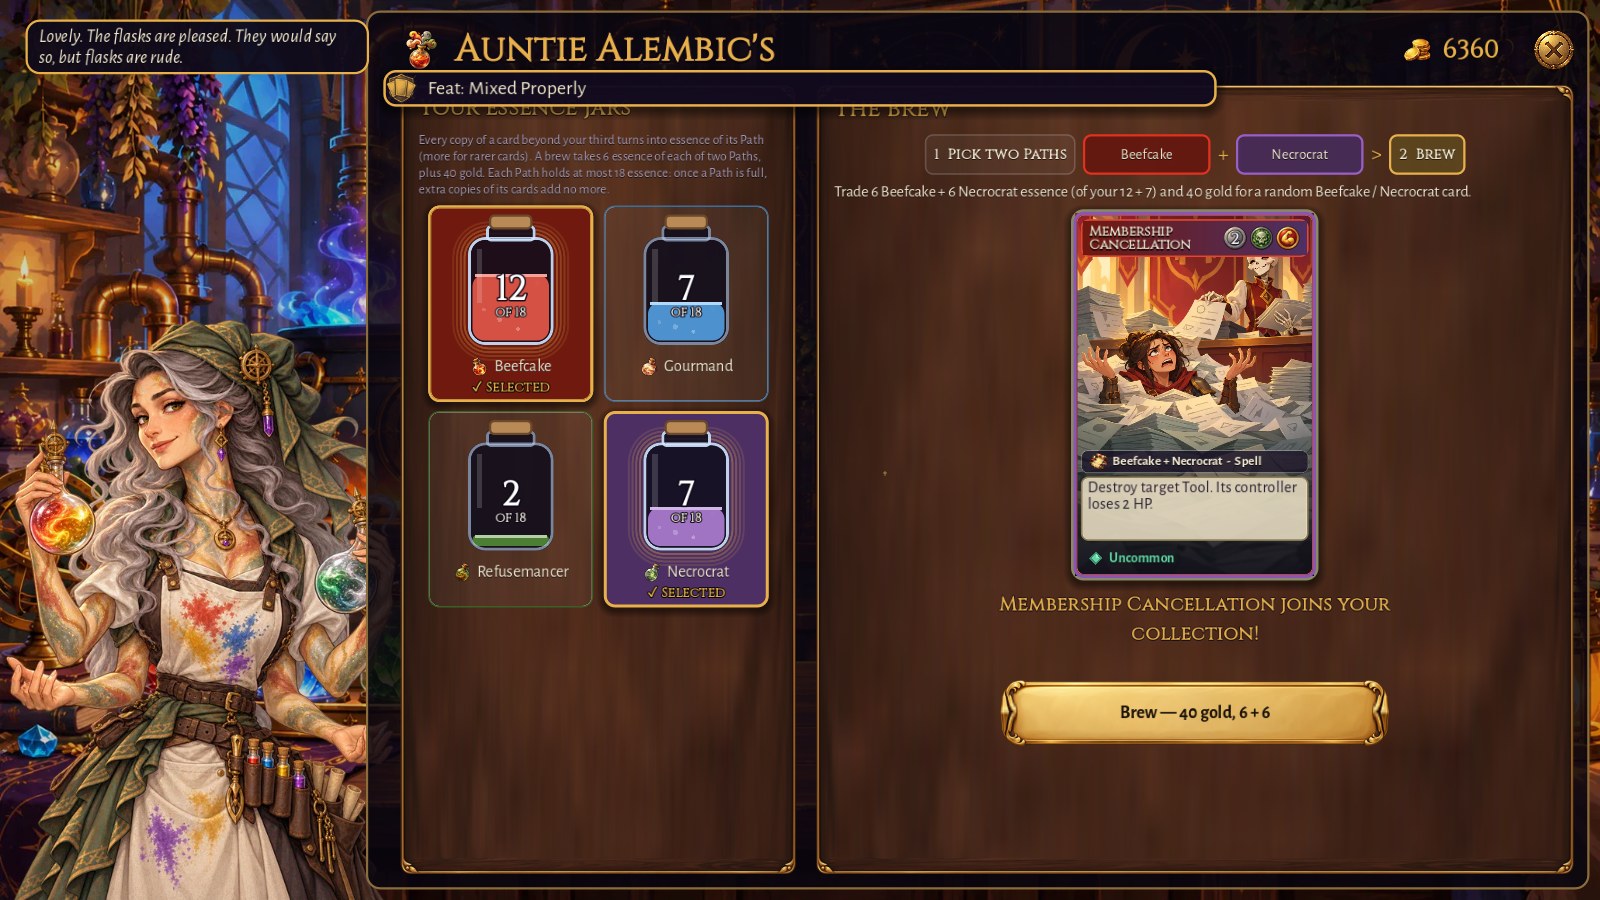 Lovely. The flasks are pleased. They would say
so, but flasks are rude.
AUNTIE ALEMBIC'S
6360
Feat: Mixed Properly
YOUR ESSENCE JARS
Every copy of a card beyond your third turns into essence of its Path
(more for rarer cards). A brew takes 6 essence of each of two Paths,
plus 40 gold. Each Path holds at most 18 essence: once a Path is full,
extra copies of its cards add no more.
12
OF 18
Beefcake
✓ SELECTED
7
OF 18
Gourmand
2
OF 18
Refusemancer
7
OF 18
Necrocrat
✓ SELECTED
THE BREW
1 PICK TWO PATHS
Beefcake
+
Necrocrat
>
2 BREW
Trade 6 Beefcake + 6 Necrocrat essence (of your 12 + 7) and 40 gold for a random Beefcake / Necrocrat card.
MEMBERSHIP
CANCELLATION
2
Beefcake + Necrocrat - Spell
Destroy target Tool. Its controller
loses 2 HP.
Uncommon
MEMBERSHIP CANCELLATION JOINS YOUR
COLLECTION!
Brew — 40 gold, 6 + 6